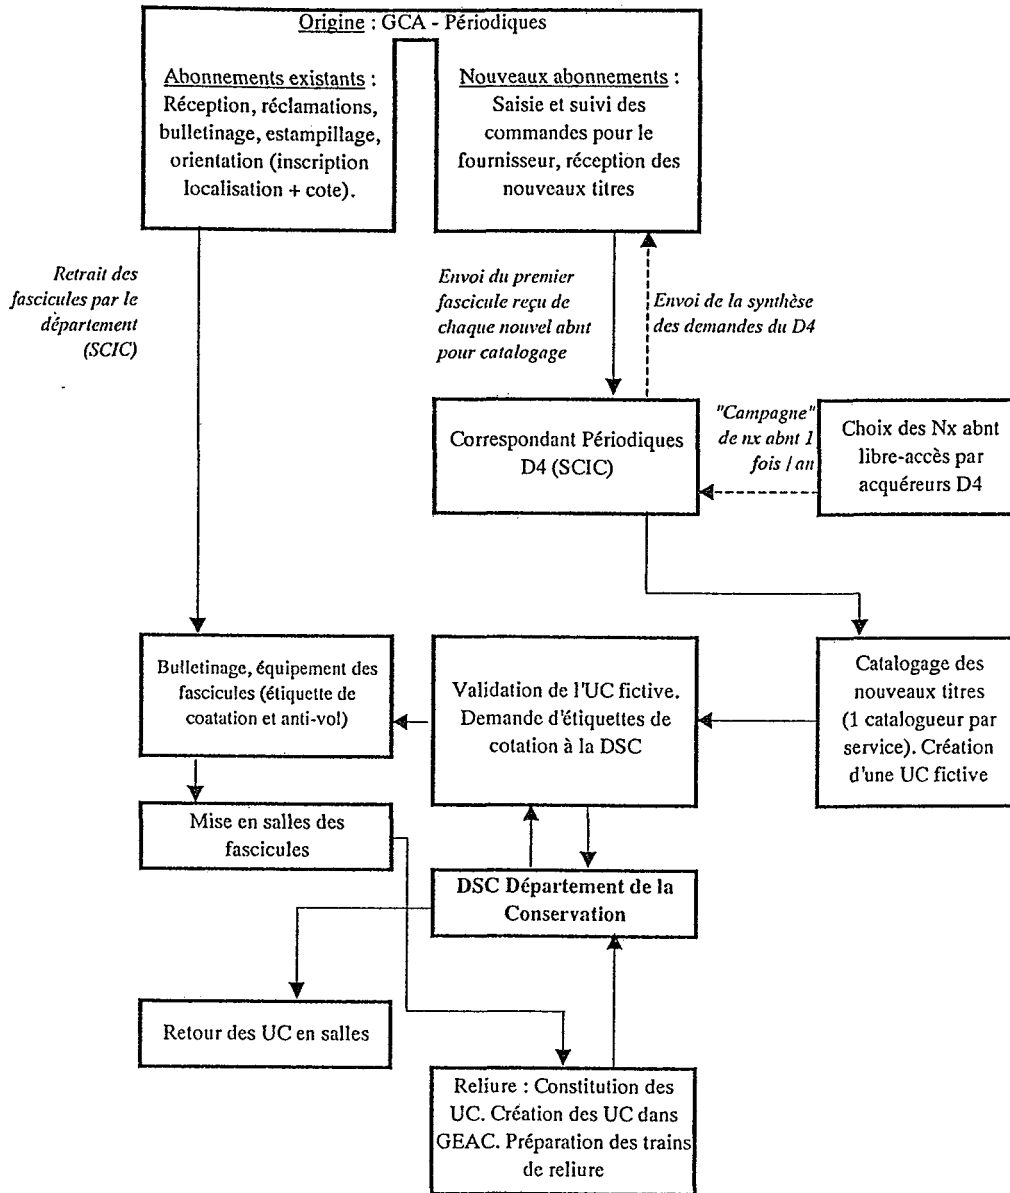 Origine : GCA - Périodiques
Abonnements existants :
Réception, réclamations,
bulletinage, estampillage,
orientation (inscription
localisation + cote).
Nouveaux abonnements :
Saisie et suivi des
commandes pour le
fournisseur, réception des
nouveaux titres
Retrait des
fascicules par le
département
(SCIC)
Envoi du premier
fascicule reçu de
chaque nouvel abnt
pour catalogage
Envoi de la synthèse
des demandes du D4
Correspondant Périodiques
D4 (SCIC)
"Campagne"
de nx abnt 1
fois / an
Choix des Nx abnt
libre-accès par
acquéreurs D4
Bulletinage, équipement des
fascicules (étiquette de
coatation et anti-vol)
Validation de l'UC fictive.
Demande d'étiquettes de
cotation à la DSC
Catalogage des
nouveaux titres
(1 catalogueur par
service). Création
d'une UC fictive
Mise en salles des
fascicules
DSC Département de la
Conservation
Retour des UC en salles
Reliure : Constitution des
UC. Création des UC dans
GEAC. Préparation des trains
de reliure